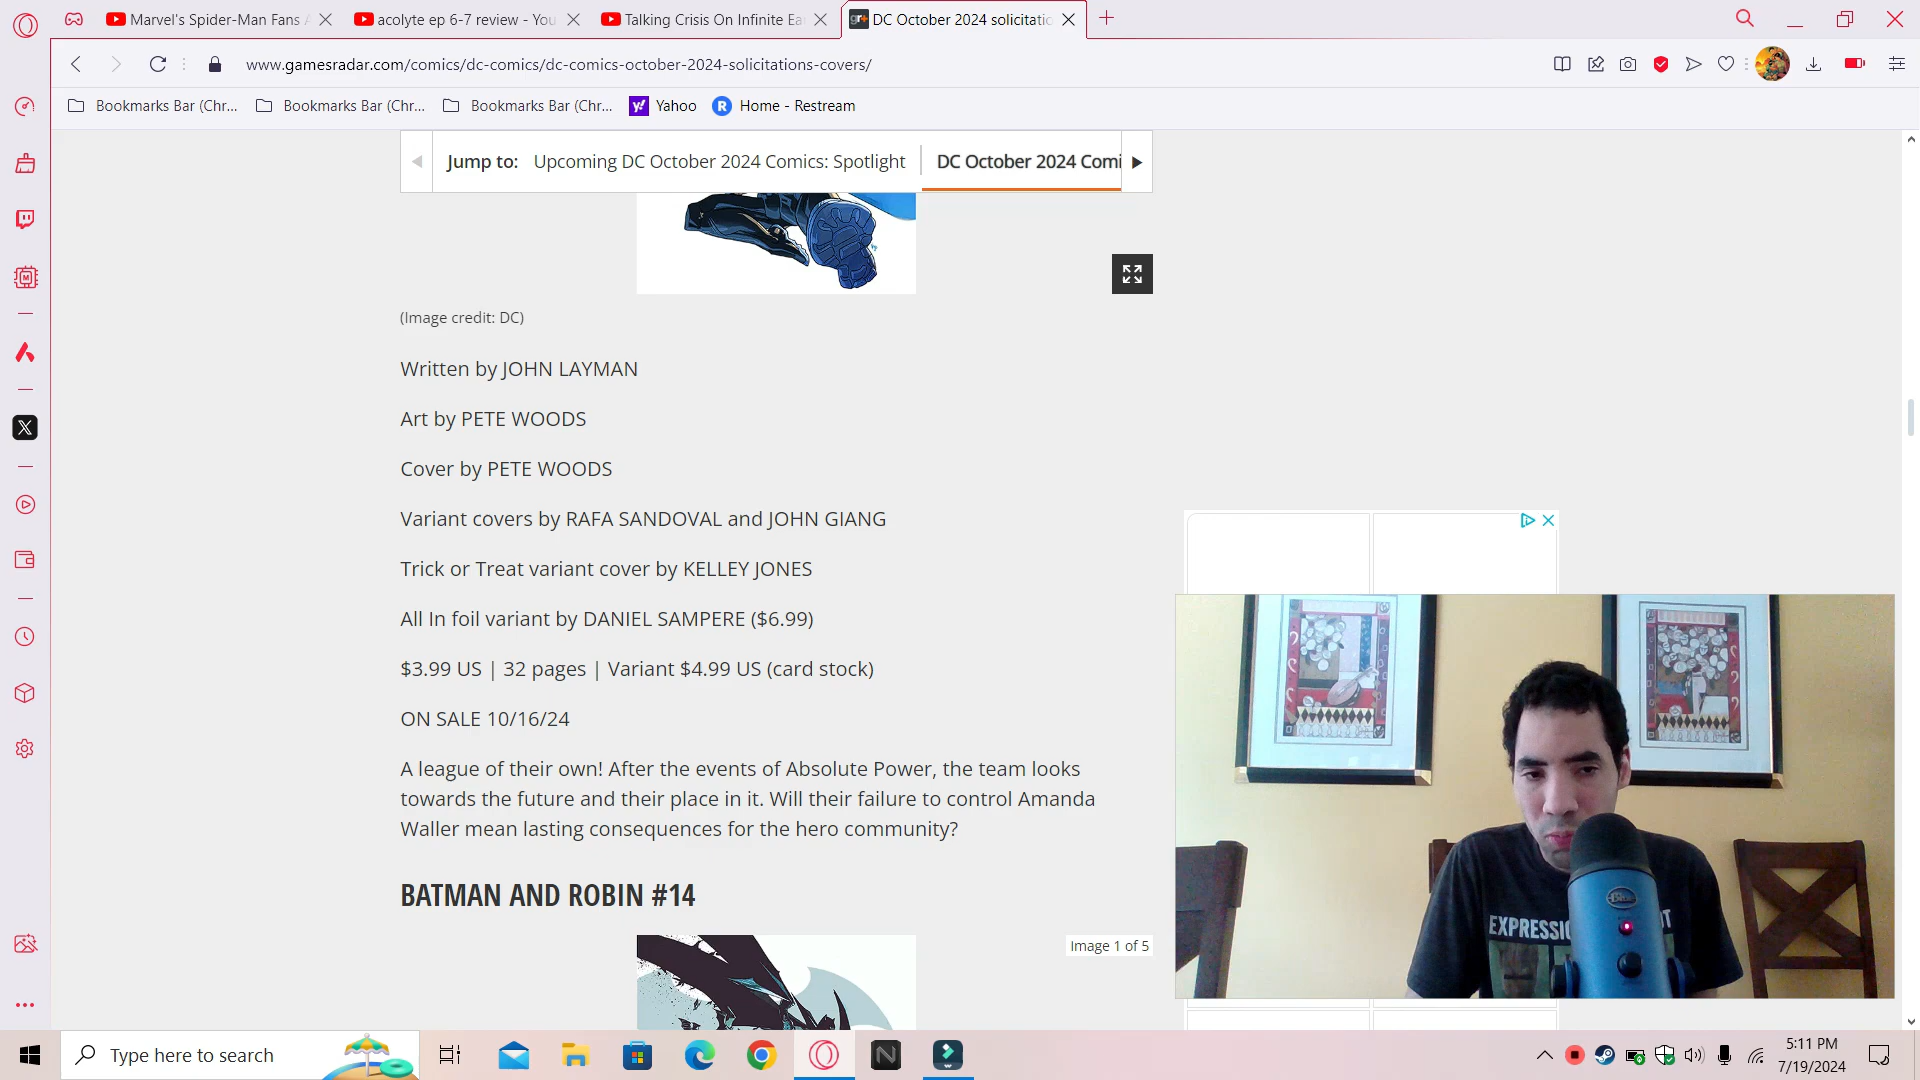 Marvel's Spider-Man Fans A
acolyte ep 6-7 review - You
Talking Crisis On Infinite Ea
gr+
DC October 2024 solicitatio
www.gamesradar.com/comics/dc-comics/dc-comics-october-2024-solicitations-covers/
Bookmarks Bar (Chr...
Bookmarks Bar (Chr...
Bookmarks Bar (Chr...
Yahoo
R
Home - Restream
Jump to:
Upcoming DC October 2024 Comics: Spotlight
DC October 2024 Comi
(Image credit: DC)
Written by JOHN LAYMAN
Art by PETE WOODS
Cover by PETE WOODS
Variant covers by RAFA SANDOVAL and JOHN GIANG
Trick or Treat variant cover by KELLEY JONES
All In foil variant by DANIEL SAMPERE ($6.99)
$3.99 US | 32 pages | Variant $4.99 US (card stock)
ON SALE 10/16/24
A league of their own! After the events of Absolute Power, the team looks
towards the future and their place in it. Will their failure to control Amanda
Waller mean lasting consequences for the hero community?
BATMAN AND ROBIN #14
Image 1 of 5
Blue
Type here to search
5:11 PM
7/19/2024